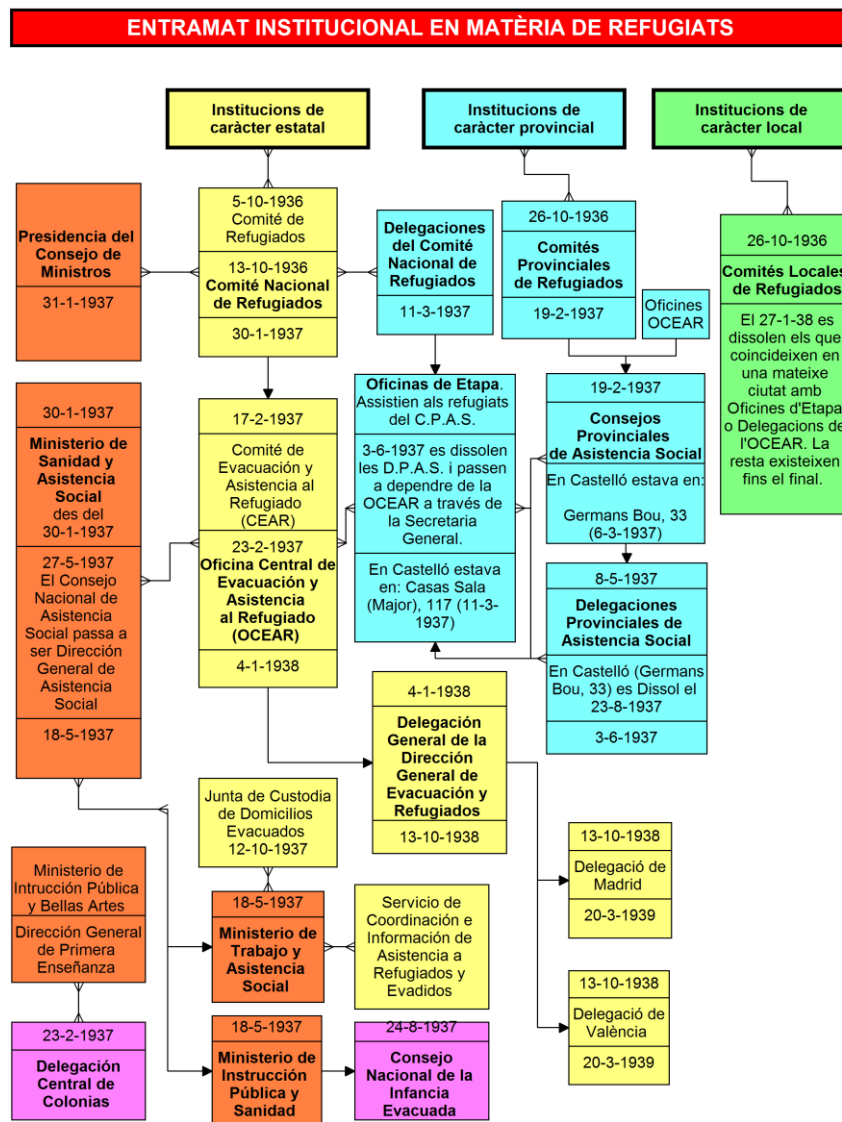 ENTRAMAT INSTITUCIONAL EN MATÈRIA DE REFUGIATS
Institucions de
caràcter estatal
Institucions de
caràcter provincial
Institucions de
caràcter local
Presidencia del
Consejo de
Ministros
31-1-1937
5-10-1936
Comité de
Refugiados
13-10-1936
Comité Nacional
de Refugiados
30-1-1937
Delegaciones
del Comité
Nacional de
Refugiados
11-3-1937
26-10-1936
Comités
Provinciales
de Refugiados
19-2-1937
Oficines
OCEAR
26-10-1936
Comités Locales
de Refugiados
El 27-1-38 es
dissolen els que
coincideixen en
una mateixe
ciutat amb
Oficines d'Etapa
o Delegacions de
l'OCEAR. La
resta existeixen
fins el final.
30-1-1937
Ministerio de
Sanidad y
Asistencia
Social
des del
30-1-1937
27-5-1937
El Consejo
Nacional de
Asistencia
Social passa a
ser Dirección
General de
Asistencia
Social
18-5-1937
17-2-1937
Comité de
Evacuación y
Asistencia al
Refugiado
(CEAR)
23-2-1937
Oficina Central de
Evacuación y
Asistencia
al Refugiado
(OCEAR)
4-1-1938
Oficinas de Etapa.
Assistien als refugiats
del C.P.A.S.
3-6-1937 es dissolen
les D.P.A.S. i passen
a dependre de la
OCEAR a través de
la Secretaria
General.
En Castelló estava
en: Casas Sala
(Major), 117 (11-3-
1937)
19-2-1937
Consejos
Provinciales
de Asistencia Social
En Castelló estava en:
Germans Bou, 33
(6-3-1937)
8-5-1937
Delegaciones
Provinciales de
Asistencia Social
En Castelló (Germans
Bou, 33) es Dissol el
23-8-1937
3-6-1937
4-1-1938
Delegación
General de la
Dirección
General de
Evacuación y
Refugiados
13-10-1938
Junta de Custodia
de Domicilios
Evacuados
12-10-1937
13-10-1938
Delegació de
Madrid
20-3-1939
Ministerio de
Intrucción Pública
y Bellas Artes
Dirección General
de Primera
Enseñanza
18-5-1937
Ministerio de
Trabajo y
Asistencia
Social
Servicio de
Coordinación e
Información de
Asistencia a
Refugiados y
Evadidos
13-10-1938
Delegació de
València
20-3-1939
23-2-1937
Delegación
Central de
Colonias
18-5-1937
Ministerio de
Instrucción
Pública y
Sanidad
24-8-1937
Consejo
Nacional de la
Infancia
Evacuada